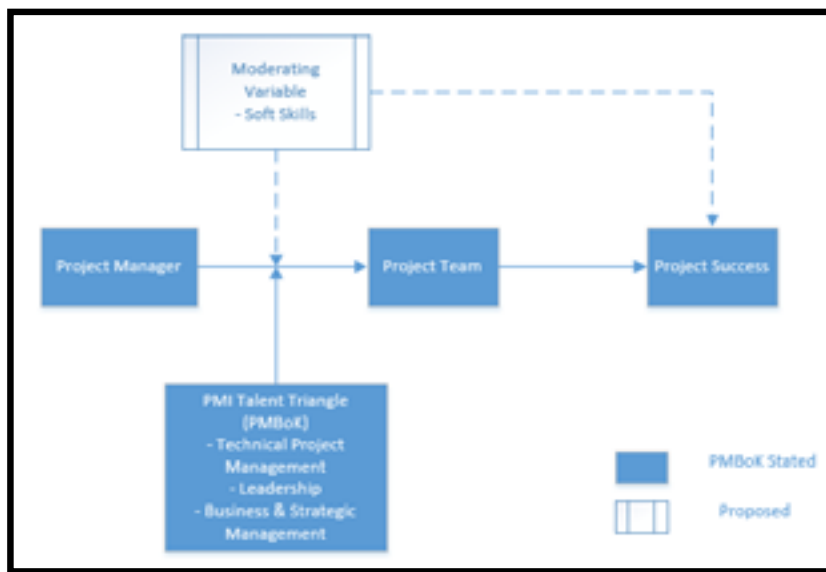 Moderating
Variable
- Soft Skills
Project Manager
Project Team
Project Success
PMI Talent Triangle
(PMBoK)
- Technical Project
Management
- Leadership
- Business & Strategic
Management
PMBoK Stated
Proposed